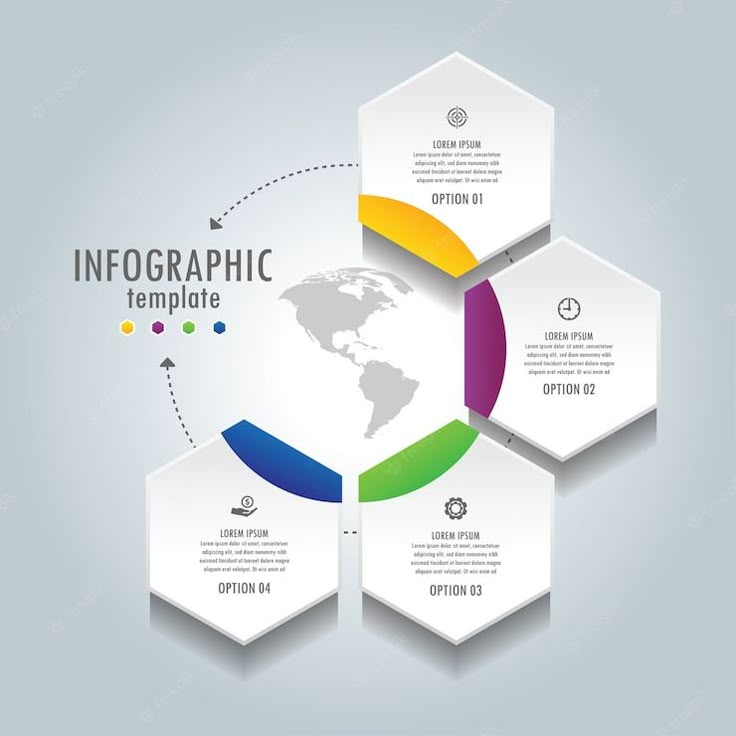 INFOGRAPHIC
template
LOREM IPSUM
Lorem ipsum dolor sit amet, consectetuer
adipiscing elit, sed diam nonummy nibh
euismod tincidunt ut laoreet dolore magna
aliquam erat volutpat. Ut wisi enim ad
OPTION 01
LOREM IPSUM
Lorem ipsum dolor sit amet, consectetuer
adipiscing elit, sed diam nonummy nibh
euismod tincidunt ut laoreet dolore magna
aliquam erat volutpat. Ut wisi enim ad
OPTION 02
LOREM IPSUM
Lorem ipsum dolor sit amet, consectetuer
adipiscing elit, sed diam nonummy nibh
euismod tincidunt ut laoreet dolore magna
aliquam erat volutpat. Ut wisi enim ad
OPTION 03
LOREM IPSUM
Lorem ipsum dolor sit amet, consectetuer
adipiscing elit, sed diam nonummy nibh
euismod tincidunt ut laoreet dolore magna
aliquam erat volutpat. Ut wisi enim ad
OPTION 04